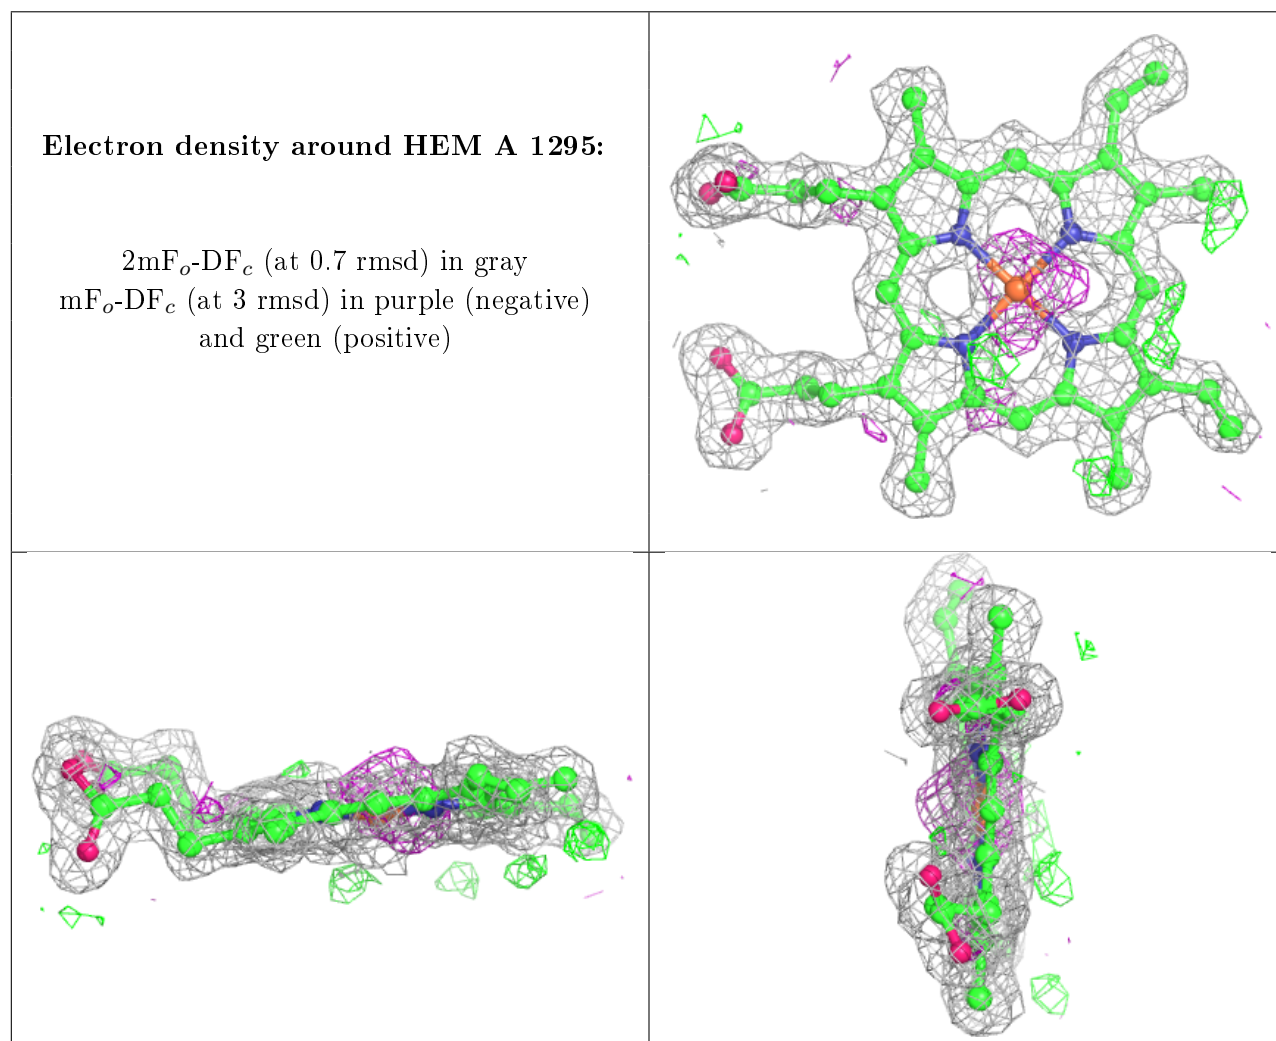 Electron density around HEM A 1295:
2mFo-DFc (at 0.7 rmsd) in gray
mFo-DFc (at 3 rmsd) in purple (negative)
and green (positive)